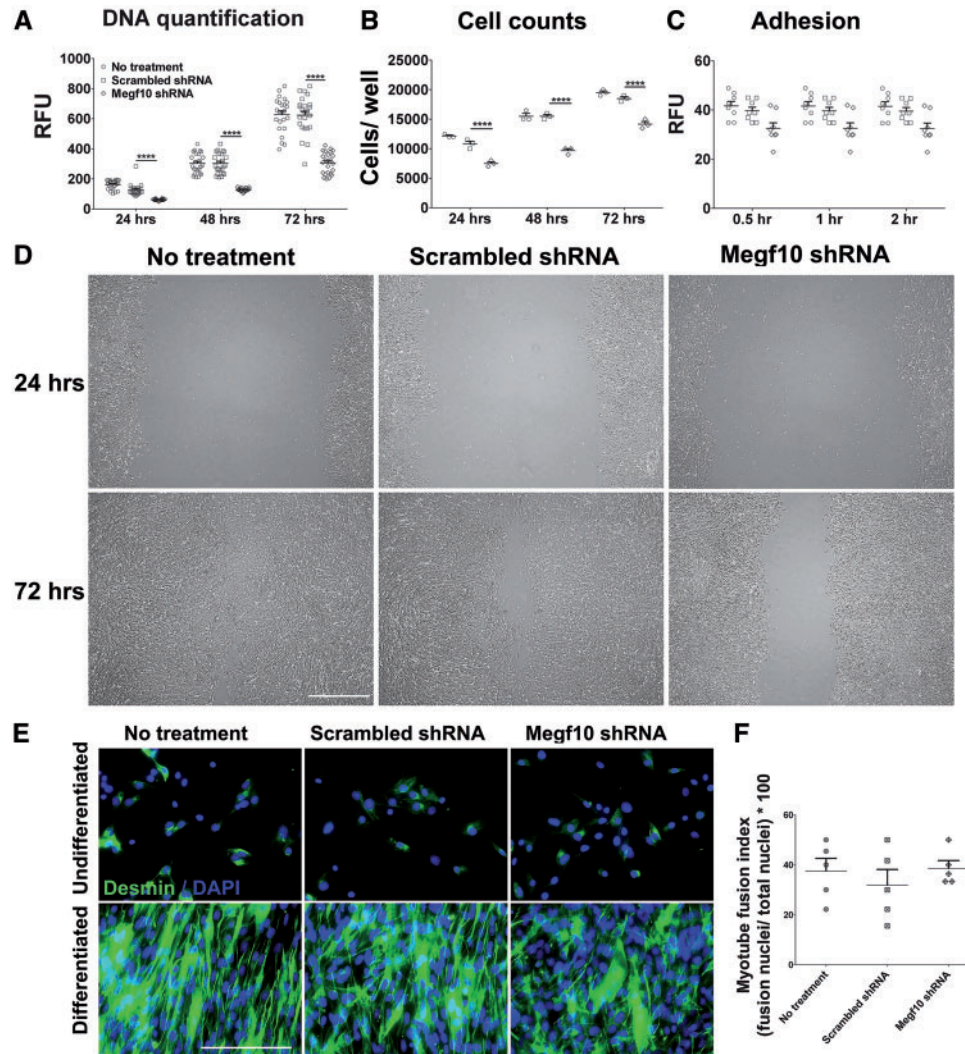 A DNA quantification
RFU
1000
800
600
400
200
0
No treatment
Scrambled shRNA
Megf10 shRNA
****
****
****
24 hrs 48 hrs 72 hrs
B Cell counts
Cells/ well
25000
20000
15000
10000
5000
0
****
****
****
24 hrs 48 hrs 72 hrs
C Adhesion
RFU
60
40
20
0
0.5 hr 1 hr 2 hr
D
No treatment Scrambled shRNA Megf10 shRNA
24 hrs
72 hrs
E
No treatment Scrambled shRNA Megf10 shRNA
Undifferentiated
Desmin / DAPI
Differentiated
F
Myotube fusion index
(fusion nuclei/ total nuclei) * 100
60
40
20
0
No treatment
Scrambled shRNA
Megf10 shRNA